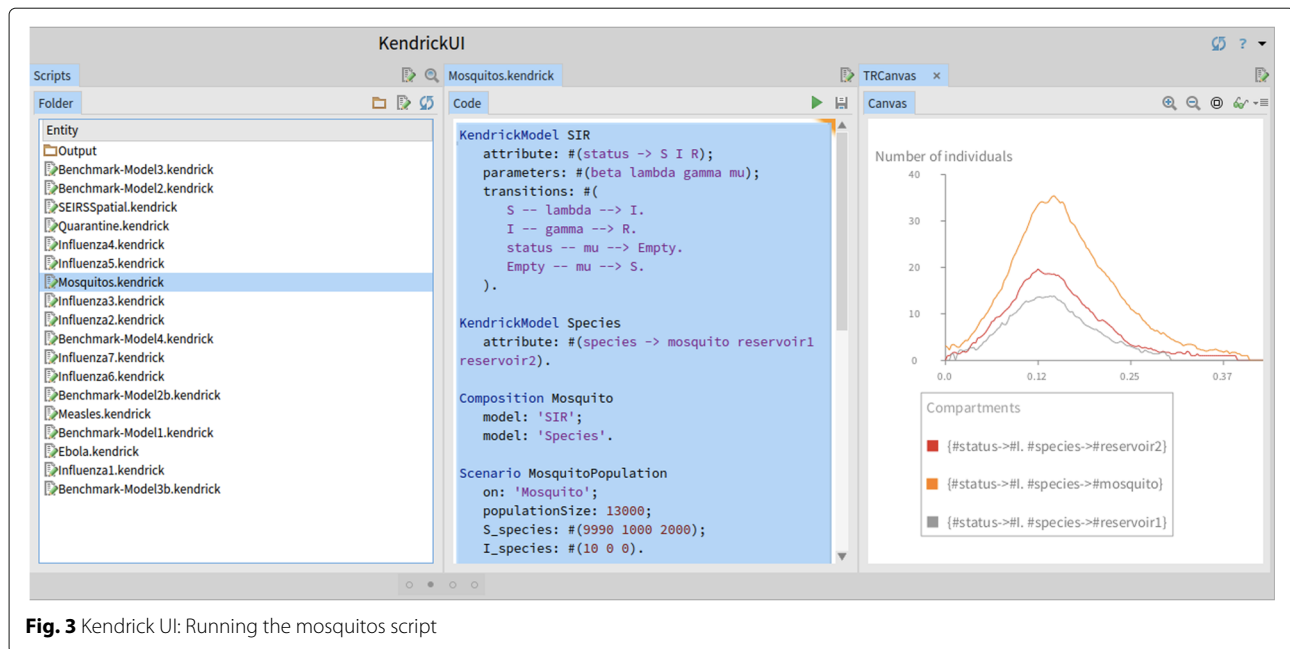 KendrickUI
?
Scripts
Folder
Entity
Output
Benchmark-Model3.kendrick
Benchmark-Model2.kendrick
SEIRSSpatial.kendrick
Quarantine.kendrick
Influenza4.kendrick
Influenza5.kendrick
Mosquitos.kendrick
Influenza3.kendrick
Influenza2.kendrick
Benchmark-Model4.kendrick
Influenza7.kendrick
Influenza6.kendrick
Benchmark-Model2b.kendrick
Measles.kendrick
Benchmark-Model1.kendrick
Ebola.kendrick
Influenza1.kendrick
Benchmark-Model3b.kendrick
Mosquitos.kendrick
Code
KendrickModel SIR
attribute: #(status -> S I R);
parameters: #(beta lambda gamma mu);
transitions: #(
S -- lambda --> I.
I -- gamma --> R.
status -- mu --> Empty.
Empty -- mu --> S.
).
KendrickModel Species
attribute: #(species -> mosquito reservoir1
reservoir2).
Composition Mosquito
model: 'SIR';
model: 'Species'.
Scenario MosquitoPopulation
on: 'Mosquito';
populationSize: 13000;
S_species: #(9990 1000 2000);
I_species: #(10 0 0).
TRCanvas ×
Canvas
Number of individuals
40
30
20
10
0
0.0 0.12 0.25 0.37
Compartments
{#status->#I. #species->#reservoir2}
{#status->#I. #species->#mosquito}
{#status->#I. #species->#reservoir1}
Fig. 3 Kendrick UI: Running the mosquitos script